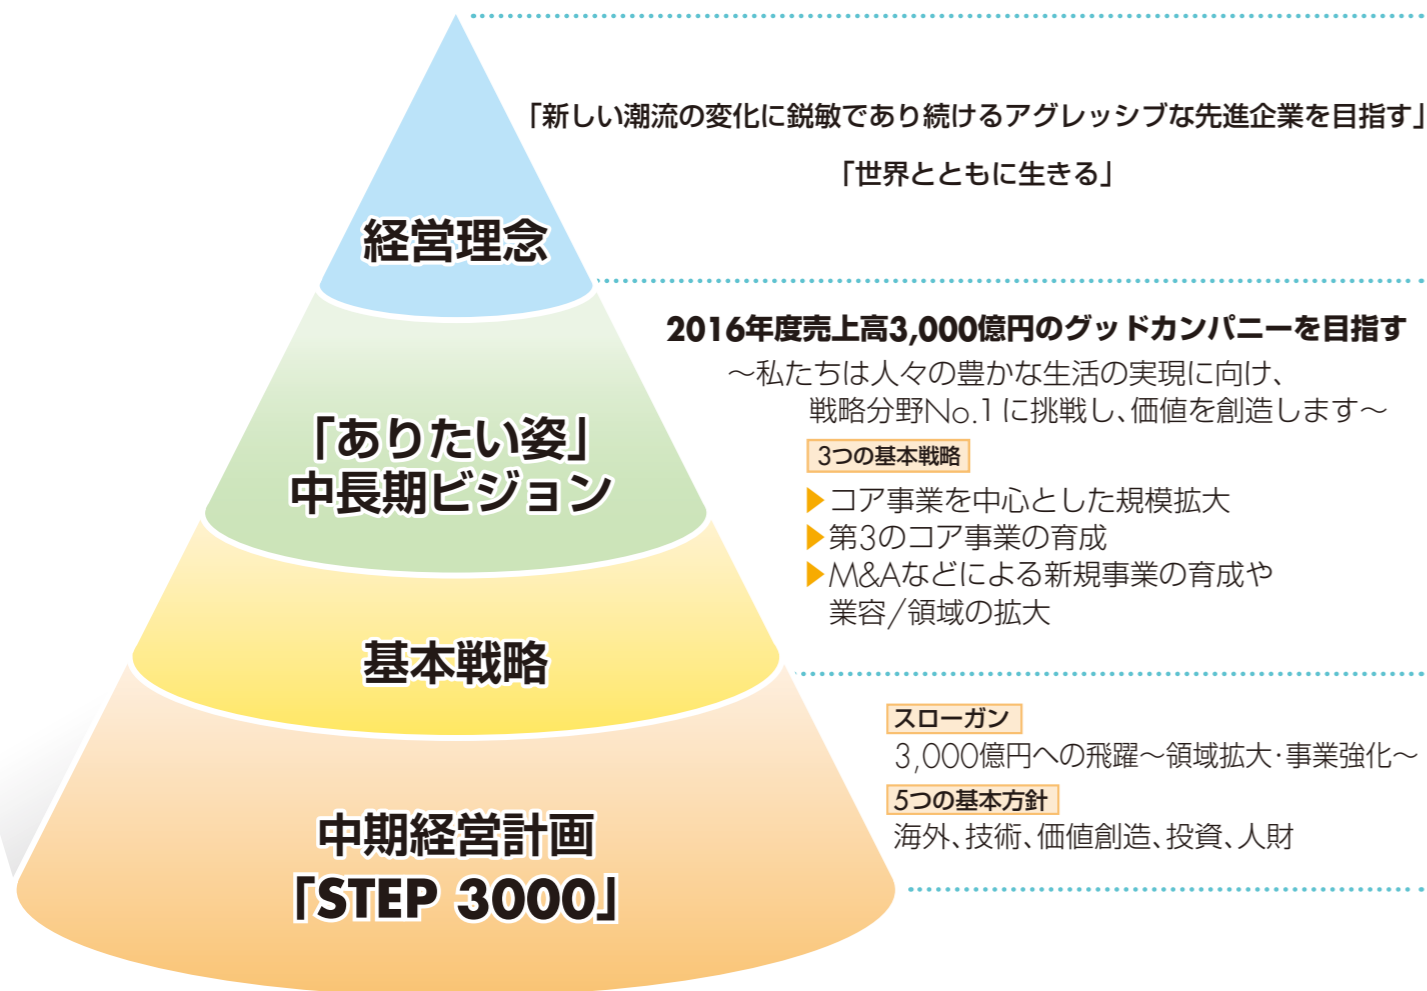 「新しい潮流の変化に鋭敏であり続けるアグレッシブな先進企業を目指す」
「世界とともに生きる」
経営理念
2016年度売上高3,000億円のグッドカンパニーを目指す
～私たちは人々の豊かな生活の実現に向け、
戦略分野No.1に挑戦し、価値を創造します～
「ありたい姿」
中長期ビジョン
3つの基本戦略
▶コア事業を中心とした規模拡大
▶第3のコア事業の育成
▶M&Aなどによる新規事業の育成や
業容/領域の拡大
基本戦略
スローガン
3,000億円への飛躍～領域拡大・事業強化～
5つの基本方針
海外、技術、価値創造、投資、人財
中期経営計画
「STEP 3000」